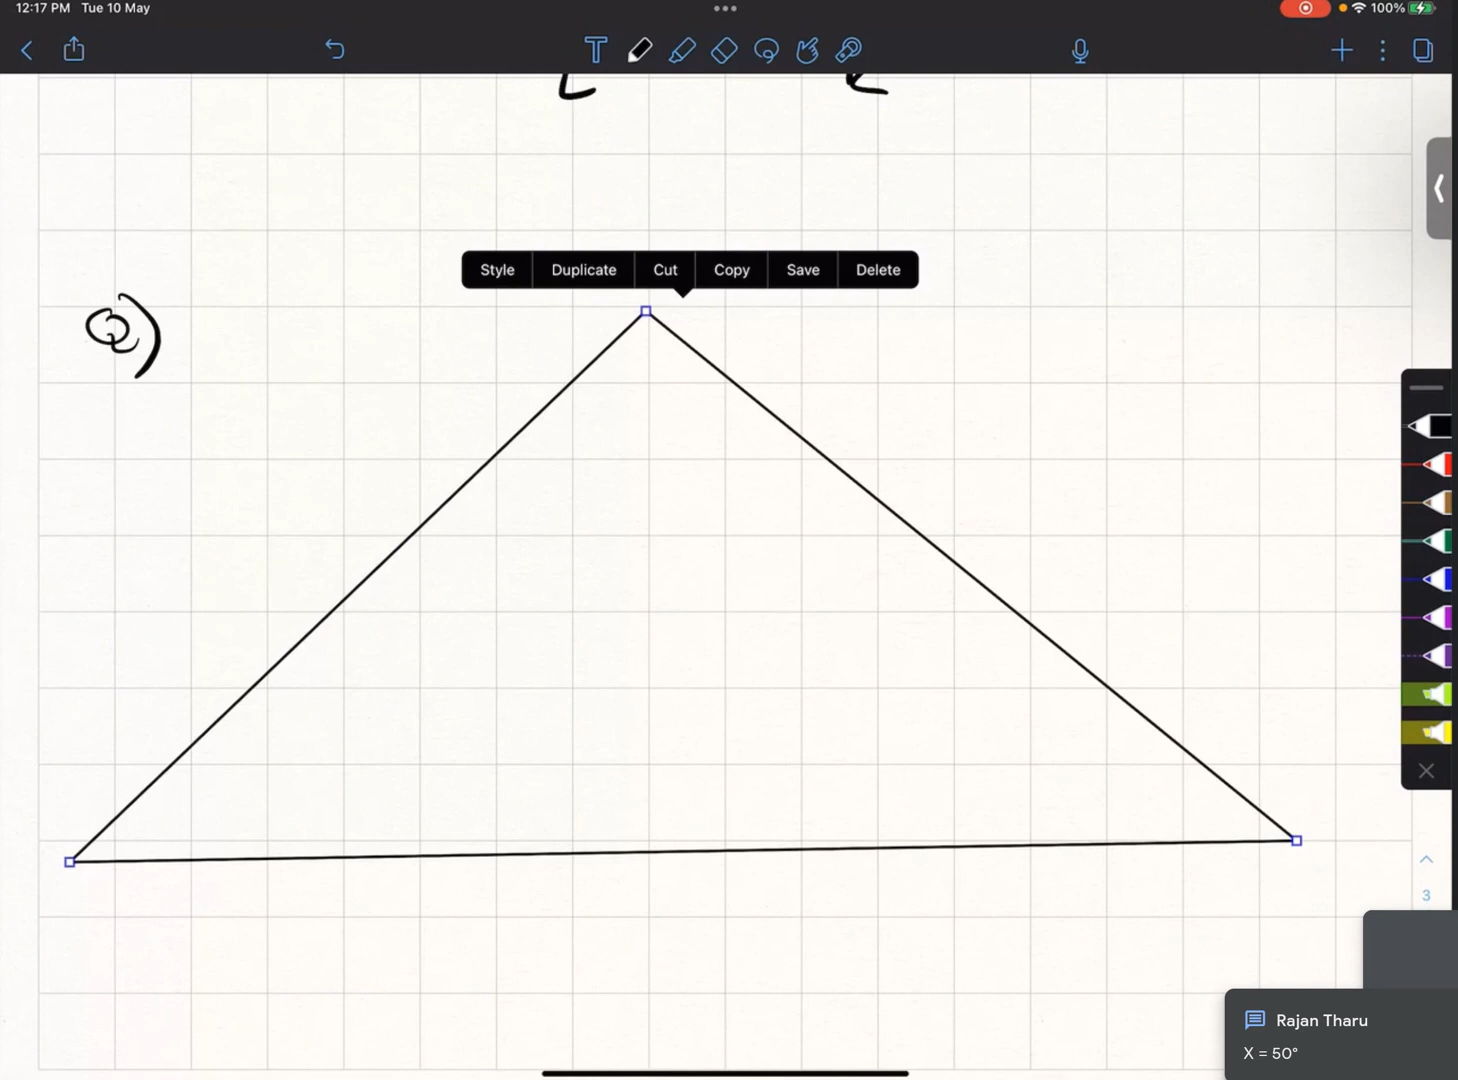 12:17 PM Tue 10 May
100%
Style Duplicate Cut Copy Save Delete
Q)
3
Rajan Tharu
X = 50°